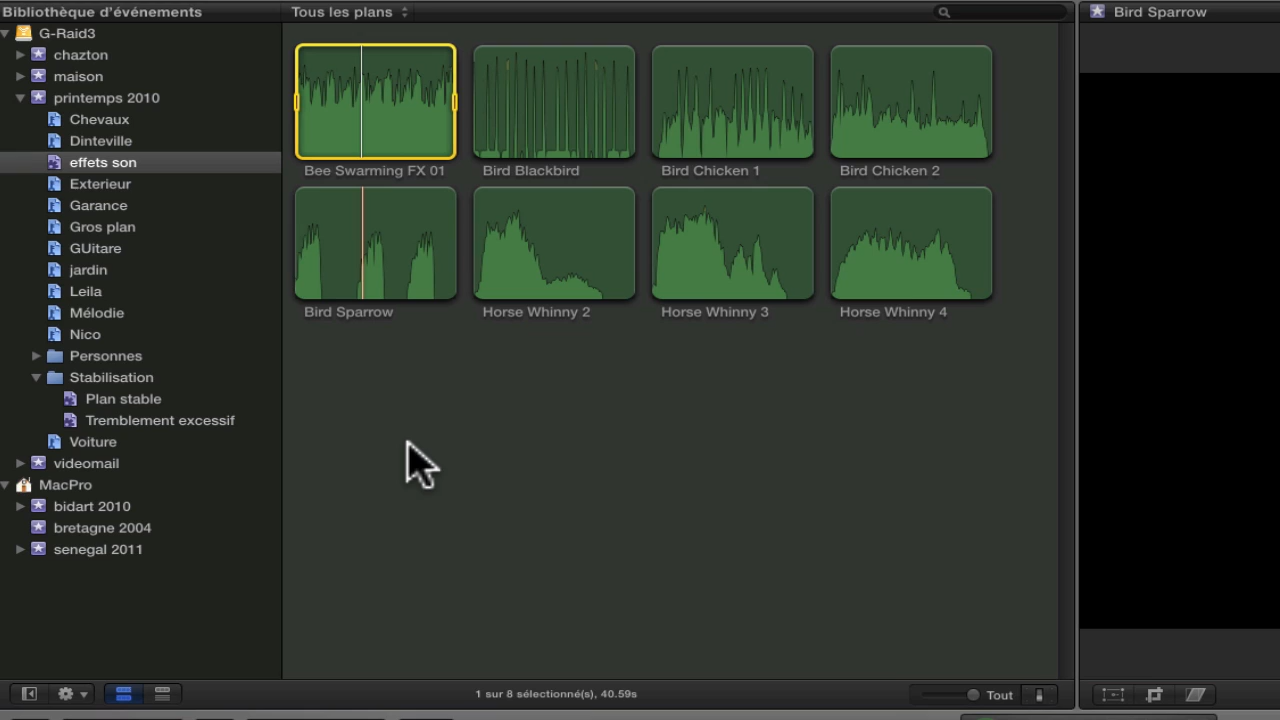 Bibliothèque d'événements
Tous les plans
Bird Sparrow
G-Raid3
chazton
maison
printemps 2010
Chevaux
Dinteville
effets son
Exterieur
Garance
Gros plan
GUitare
jardin
Leila
Mélodie
Nico
Personnes
Stabilisation
Plan stable
Tremblement excessif
Voiture
videomail
MacPro
bidart 2010
bretagne 2004
senegal 2011
Bee Swarming FX 01
Bird Blackbird
Bird Chicken 1
Bird Chicken 2
Bird Sparrow
Horse Whinny 2
Horse Whinny 3
Horse Whinny 4
1 sur 8 sélectionné(s), 40.59s
Tout